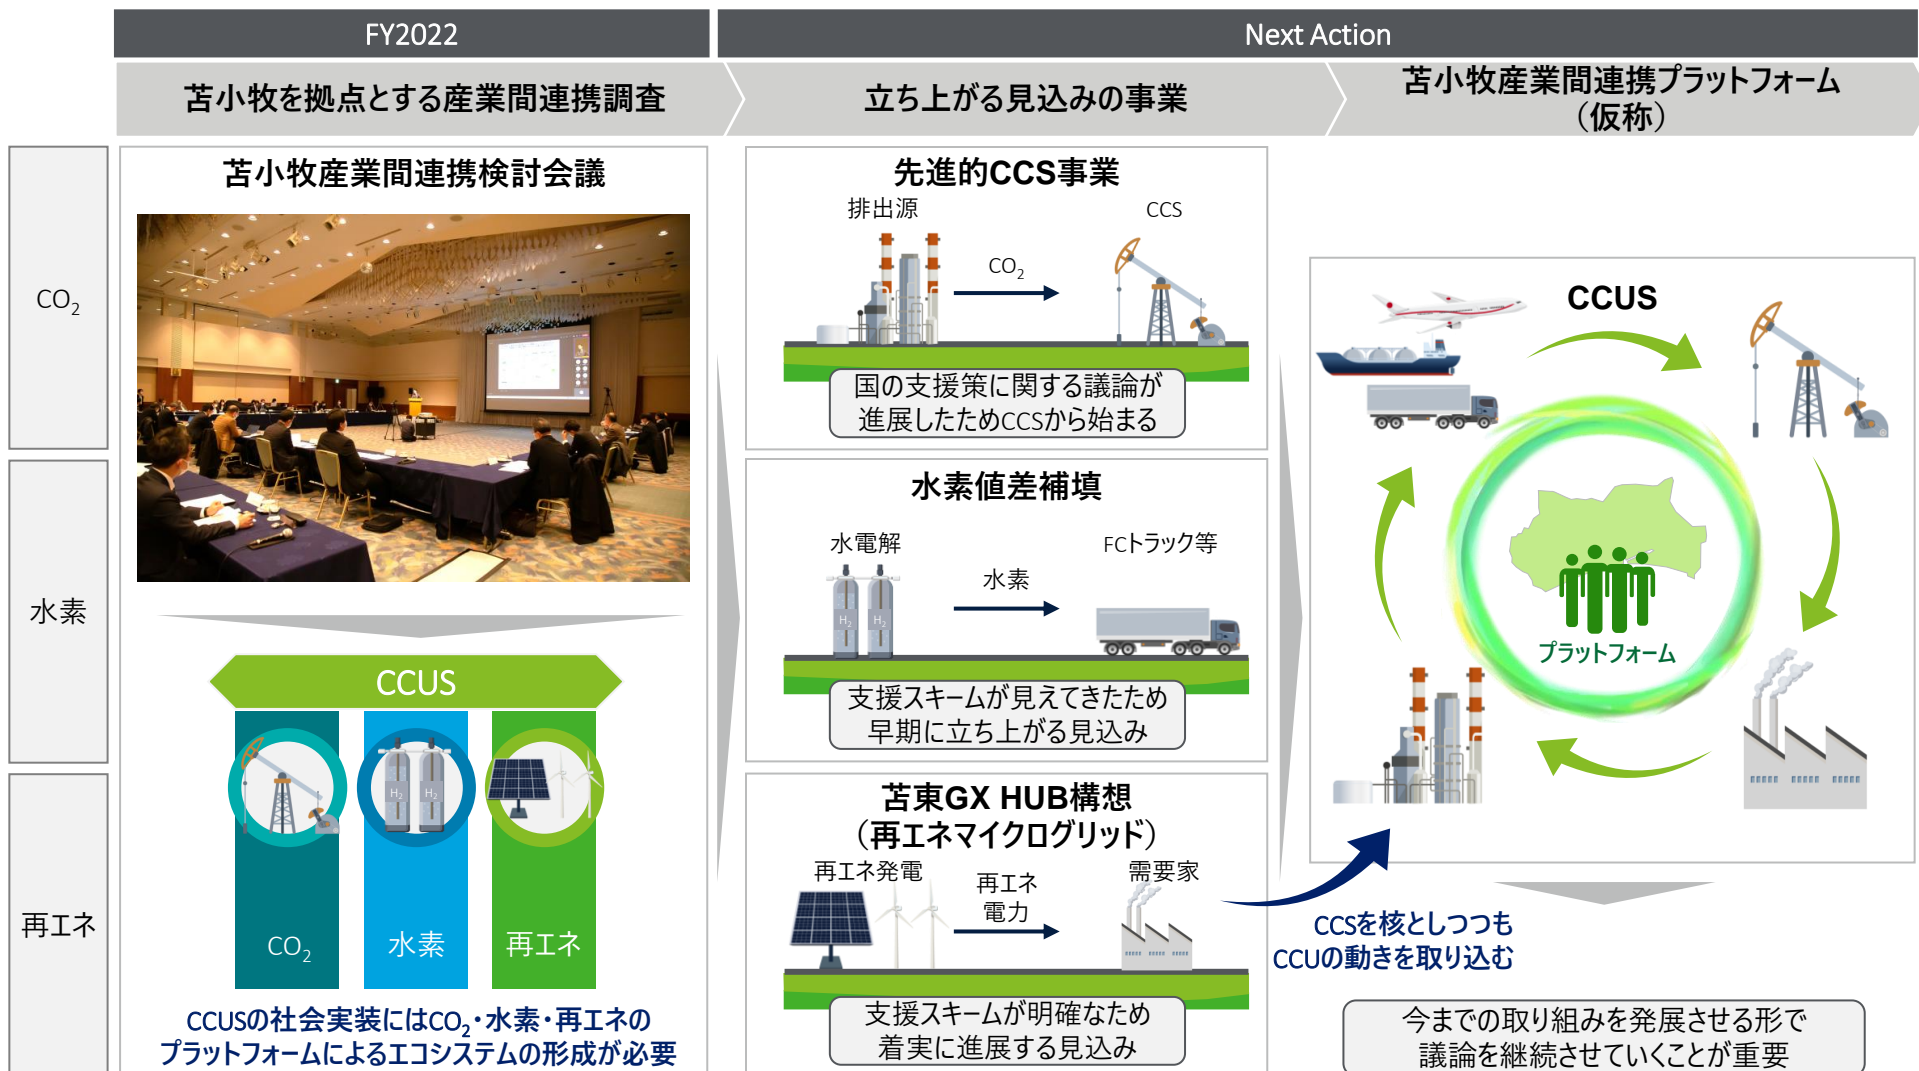 FY2022
Next Action
苫小牧を拠点とする産業間連携調査
立ち上がる見込みの事業
苫小牧産業間連携プラットフォーム
（仮称）
CO₂
水素
再エネ
苫小牧産業間連携検討会議
CCUS
H₂
H₂
CO₂
水素
再エネ
CCUSの社会実装にはCO₂・水素・再エネの
プラットフォームによるエコシステムの形成が必要
先進的CCS事業
排出源
CCS
CO₂
国の支援策に関する議論が
進展したためCCSから始まる
水素値差補填
水電解
FCトラック等
水素
H₂
H₂
支援スキームが見えてきたため
早期に立ち上がる見込み
苫東GX HUB構想
（再エネマイクログリッド）
再エネ発電
再エネ
電力
需要家
支援スキームが明確なため
着実に進展する見込み
CCUS
プラットフォーム
CCSを核としつつも
CCUの動きを取り込む
今までの取り組みを発展させる形で
議論を継続させていくことが重要